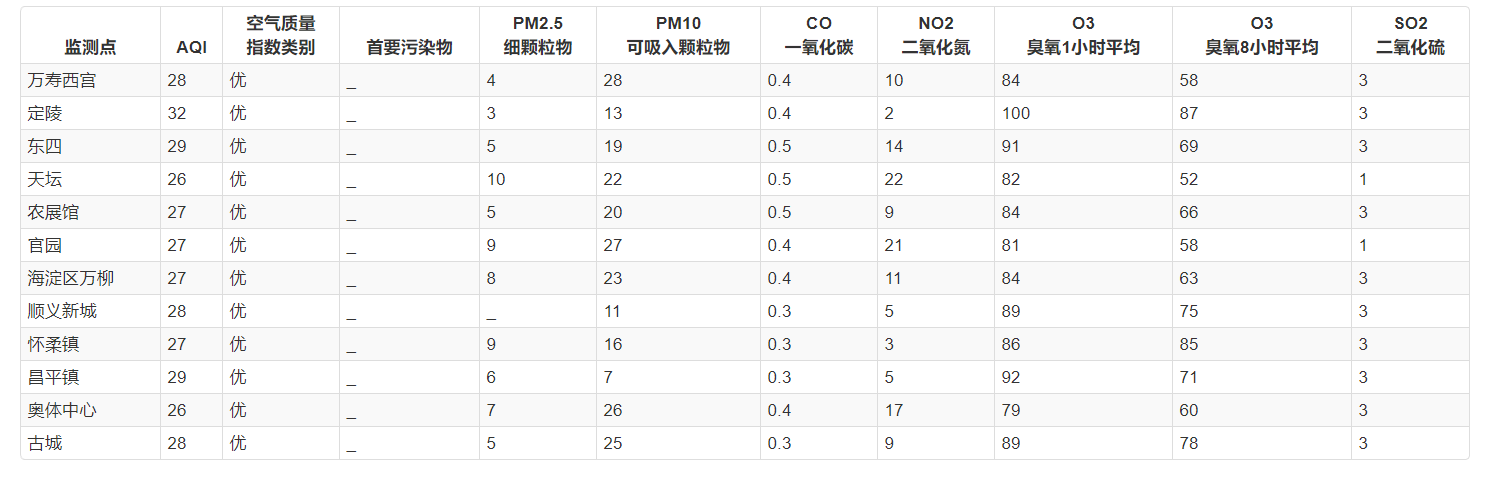 监测点 AQI 空气质量指数类别 首要污染物 PM2.5 细颗粒物 PM10 可吸入颗粒物 CO 一氧化碳 NO2 二氧化氮 O3 臭氧1小时平均 O3 臭氧8小时平均 SO2 二氧化硫
万寿西宫 28 优 _ 4 28 0.4 10 84 58 3
定陵 32 优 _ 3 13 0.4 2 100 87 3
东四 29 优 _ 5 19 0.5 14 91 69 3
天坛 26 优 _ 10 22 0.5 22 82 52 1
农展馆 27 优 _ 5 20 0.5 9 84 66 3
官园 27 优 _ 9 27 0.4 21 81 58 1
海淀区万柳 27 优 _ 8 23 0.4 11 84 63 3
顺义新城 28 优 _ _ 11 0.3 5 89 75 3
怀柔镇 27 优 _ 9 16 0.3 3 86 85 3
昌平镇 29 优 _ 6 7 0.3 5 92 71 3
奥体中心 26 优 _ 7 26 0.4 17 79 60 3
古城 28 优 _ 5 25 0.3 9 89 78 3